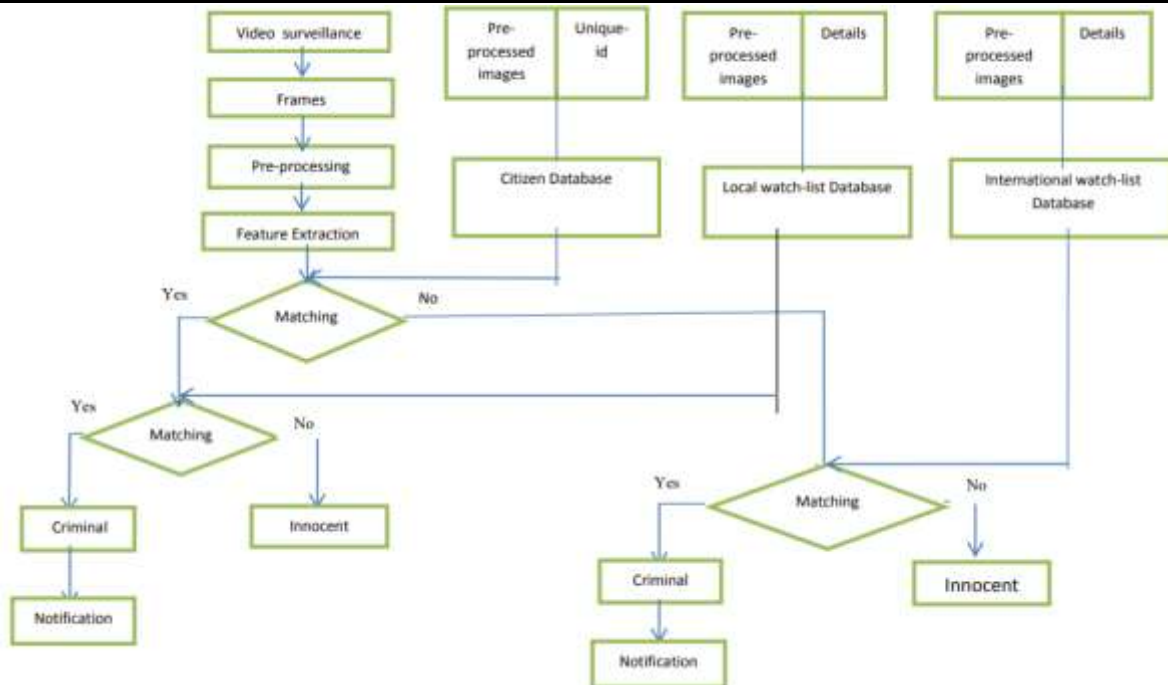 Video surveillance
Frames
Pre-processing
Feature Extraction
Pre-
processed
images
Unique-
id
Citizen Database
Pre-
processed
images
Details
Local watch-list Database
Pre-
processed
images
Details
International watch-list
Database
Yes
Matching
No
Yes
Matching
No
Criminal
Innocent
Notification
Yes
Matching
No
Criminal
Innocent
Notification